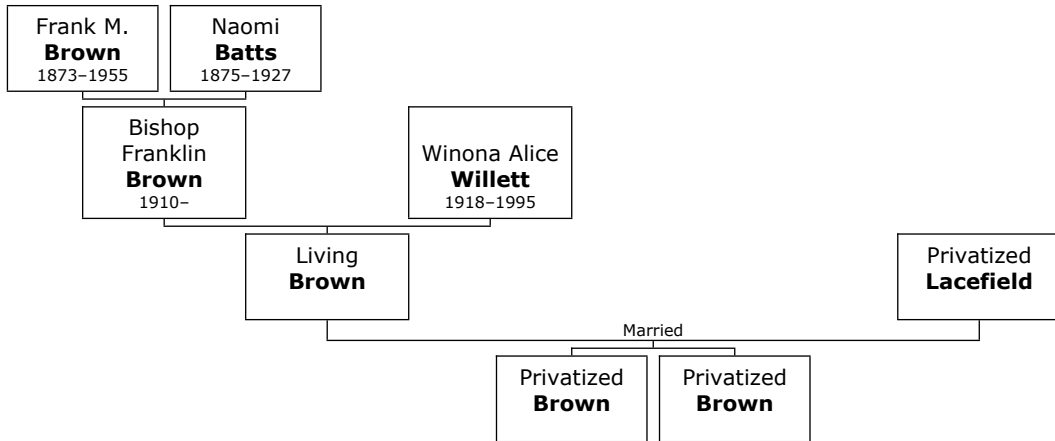 Frank M.
Brown
1873–1955
Naomi
Batts
1875–1927
Bishop
Franklin
Brown
1910–
Winona Alice
Willett
1918–1995
Living
Brown
Privatized
Lacefield
Married
Privatized
Brown
Privatized
Brown